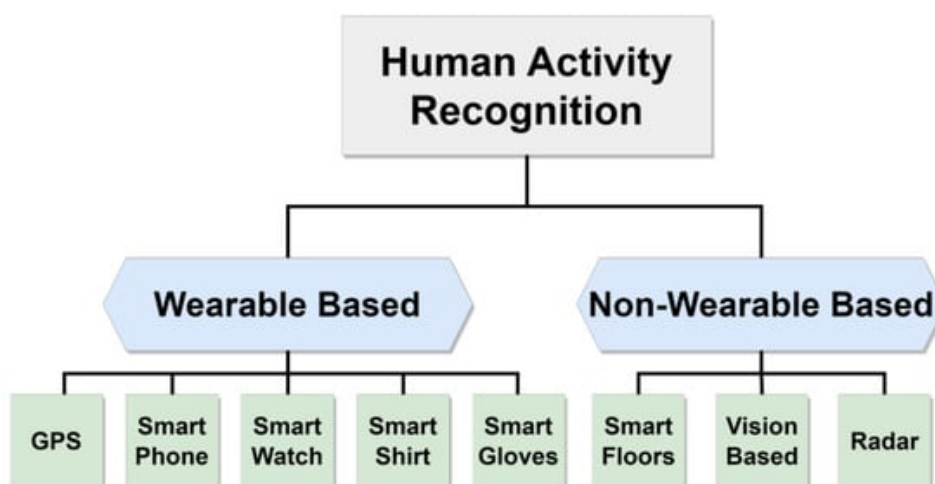 Human Activity
Recognition
Wearable Based
Non-Wearable Based
GPS
Smart
Phone
Smart
Watch
Smart
Shirt
Smart
Gloves
Smart
Floors
Vision
Based
Radar